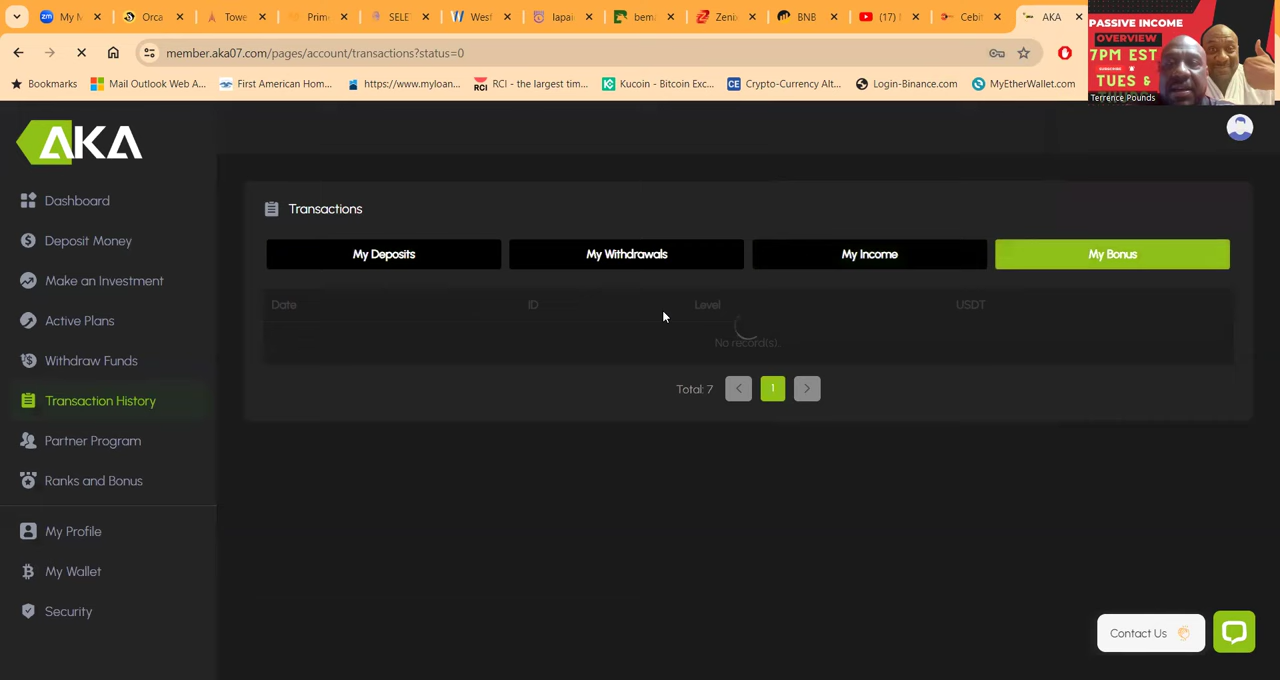 My N
Orca
Towe
Prim
SELE
West
lapai
bem
Zeni
BNB
(17)
Cebit
AKA
member.aka07.com/pages/account/transactions?status=0
Bookmarks
Mail Outlook Web A...
First American Hom...
https://www.myloan...
RCI - the largest tim...
Kucoin - Bitcoin Exc...
Crypto-Currency Alt...
Login-Binance.com
MyEtherWallet.com
PASSIVE INCOME
OVERVIEW
7PM EST
TUES &
Terrence Pounds
AKA
Dashboard
Deposit Money
Make an Investment
Active Plans
Withdraw Funds
Transaction History
Partner Program
Ranks and Bonus
My Profile
My Wallet
Security
Transactions
My Deposits My Withdrawals My Income My Bonus
Date ID Level USDT
No record(s).
Total: 7 < 1 >
Contact Us